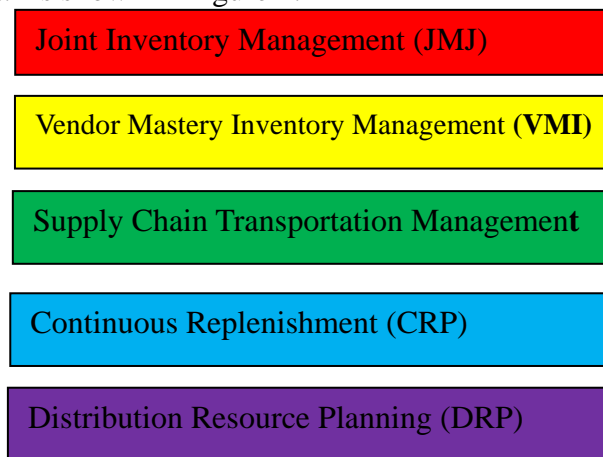 Joint Inventory Management (JMJ)
Vendor Mastery Inventory Management (VMI)
Supply Chain Transportation Management
Continuous Replenishment (CRP)
Distribution Resource Planning (DRP)